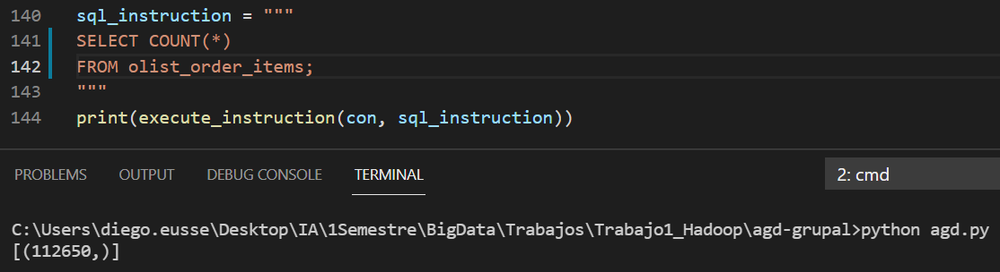 140 sql_instruction = """
141 SELECT COUNT(*)
142 FROM olist_order_items;
143 """
144 print(execute_instruction(con, sql_instruction))
PROBLEMS OUTPUT DEBUG CONSOLE TERMINAL 2: cmd
C:\Users\diego.eusse\Desktop\IA\1Semestre\BigData\Trabajos\Trabajo1_Hadoop\agd-grupal>python agd.py
[(112650,)]